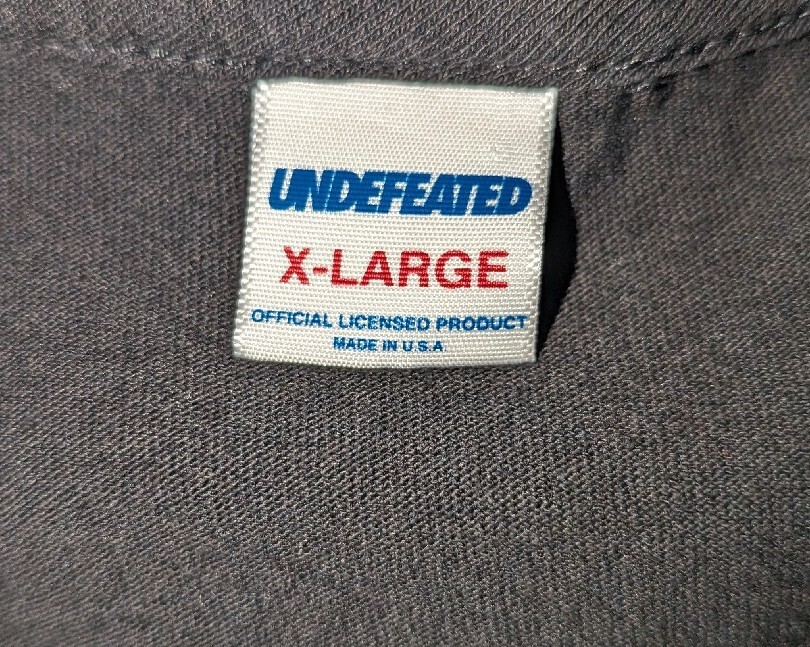 UNDEFEATED
X-LARGE
OFFICIAL LICENSED PRODUCT
MADE IN U.S.A